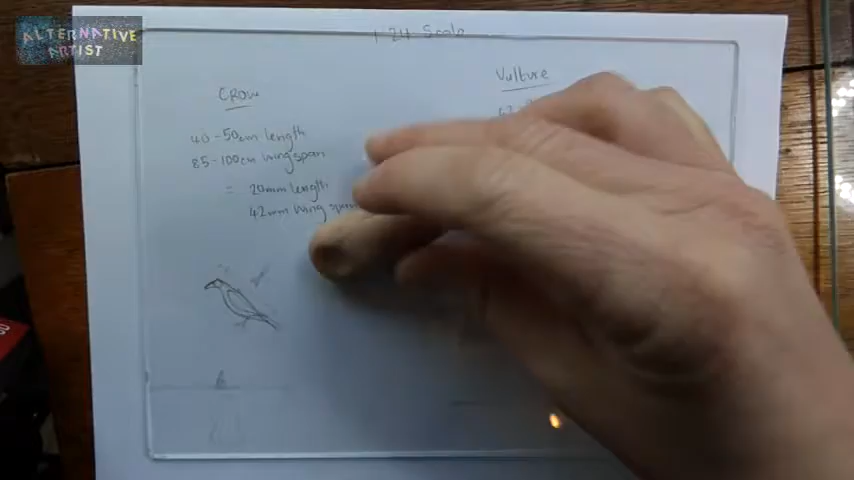 ALTERNATIVE
ARTIST
1:24 Scale
Crow
40-50cm length
85-100cm wingspan
= 20mm length
42mm wing span
Vulture